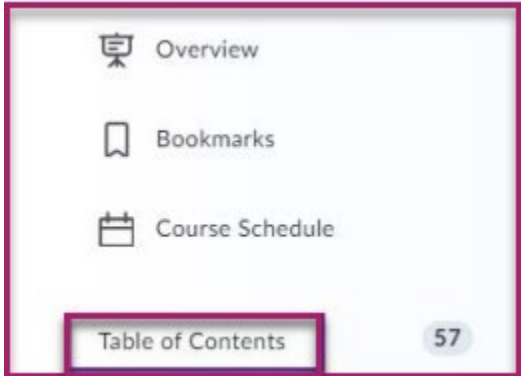 Overview
Bookmarks
Course Schedule
Table of Contents 57